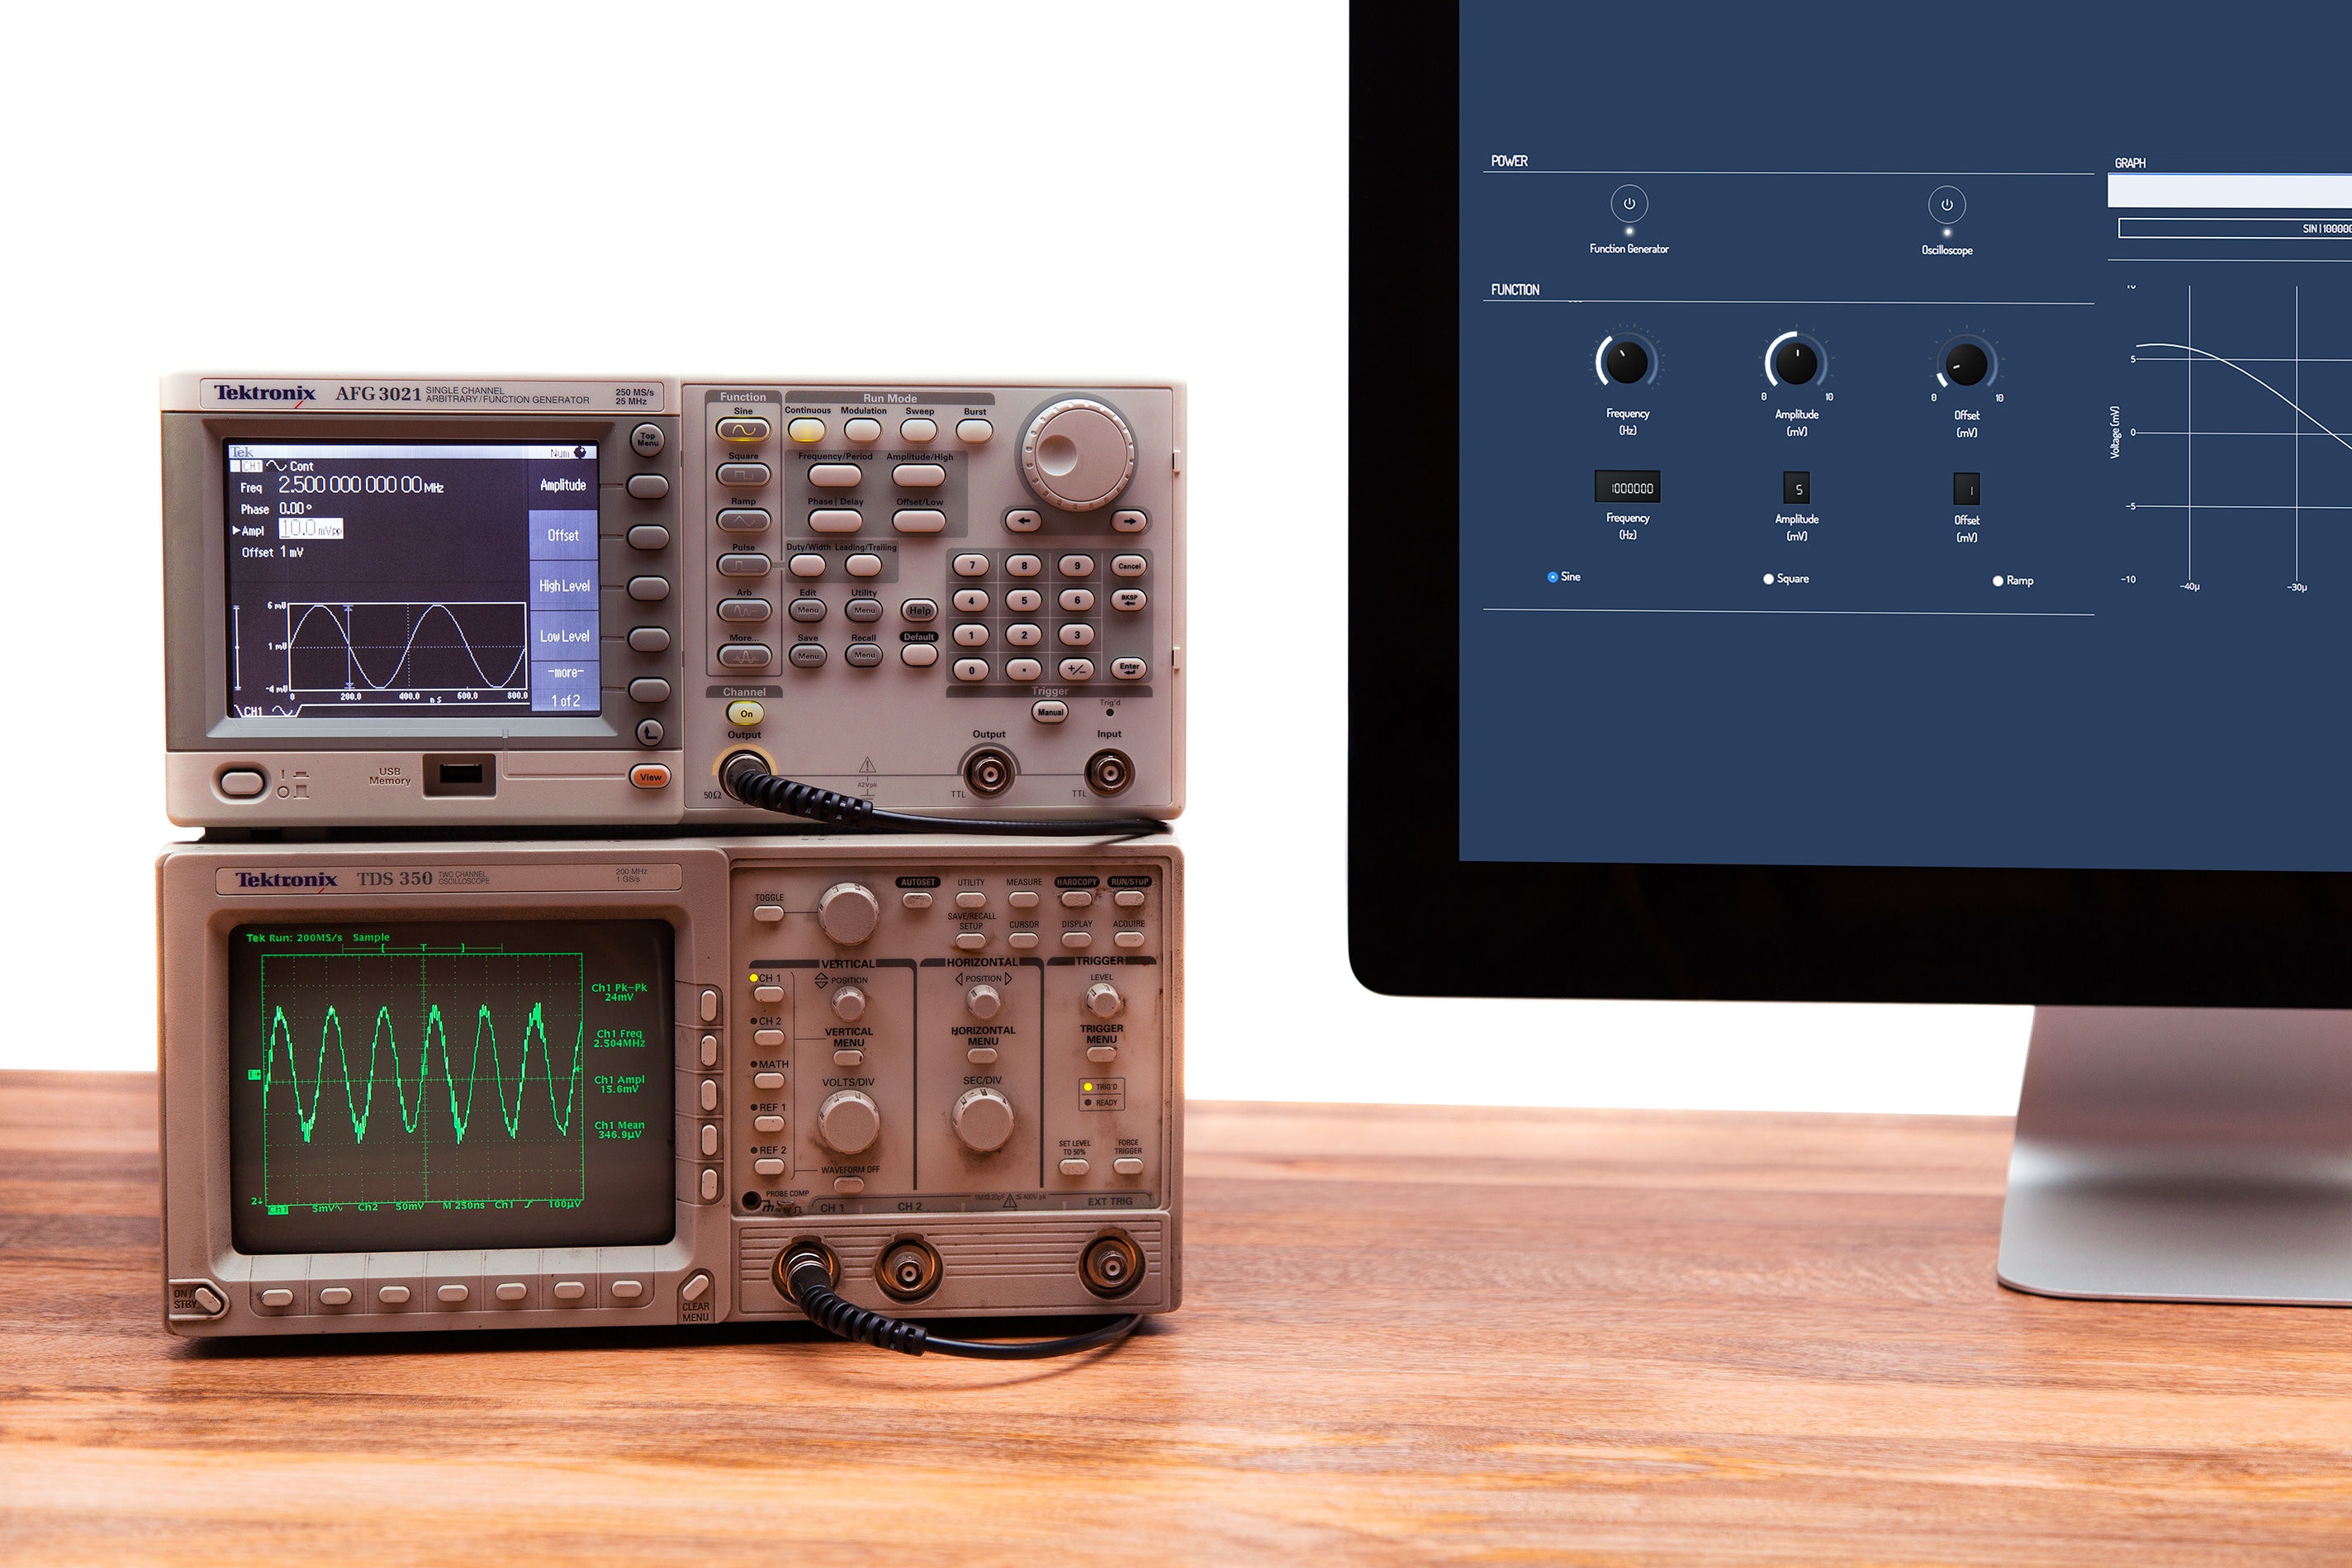 Tektronix AFG 3021 SINGLE CHANNEL ARBITRARY/FUNCTION GENERATOR 250 MS/s 25 MHz
Tek Num
CH1 Cont
Freq 2.500 000 000 00 MHz
Phase 0.00 °
Ampl 10.0 mVpp
Offset 1 mV
Amplitude
Offset
High Level
Low Level
-more-
1 of 2
6 mV
1 mV
-4 mV
0 200.0 400.0 600.0 800.0
n s
CH1
Top Menu
USB Memory
View
Function
Sine
Square
Ramp
Pulse
Arb
More...
Run Mode
Continuous Modulation Sweep Burst
Frequency/Period Amplitude/High
Phase | Delay Offset/Low
Duty/Width Leading/Trailing
Edit Utility
Menu Menu Help
Save Recall Default
Menu Menu
7 8 9 Cancel
4 5 6 BKSP
1 2 3
0 . +/− Enter
Channel
On
Output
50Ω
42Vpk
Trigger
Manual Trig'd
Output Input
TTL TTL
Tektronix TDS 350 TWO CHANNEL OSCILLOSCOPE 200 MHz 1 GS/s
Tek Run: 200MS/s Sample
T
Ch1 Pk-Pk
24mV
Ch1 Freq
2.504MHz
Ch1 Ampl
15.6mV
Ch1 Mean
346.9µV
Ch1 5mV Ch2 50mV M 250ns Ch1 100µV
ON/STBY
CLEAR MENU
TOGGLE
AUTOSET UTILITY MEASURE HARDCOPY RUN/STOP
SAVE/RECALL SETUP CURSOR DISPLAY ACQUIRE
VERTICAL HORIZONTAL TRIGGER
CH 1 POSITION POSITION LEVEL
CH 2
VERTICAL MENU HORIZONTAL MENU TRIGGER MENU
MATH
VOLTS/DIV SEC/DIV
TRIG'D
READY
REF 1
REF 2
SET LEVEL TO 50% FORCE TRIGGER
WAVEFORM OFF
PROBE COMP
CH 1 CH 2 EXT TRIG
POWER
Function Generator
Oscilloscope
FUNCTION
Frequency
(Hz)
0 10
Amplitude
(mV)
0 10
Offset
(mV)
1000000
Frequency
(Hz)
5
Amplitude
(mV)
1
Offset
(mV)
Sine
Square
Ramp
GRAPH
Voltage (mV)
5
0
−5
−10
−40µ −30µ